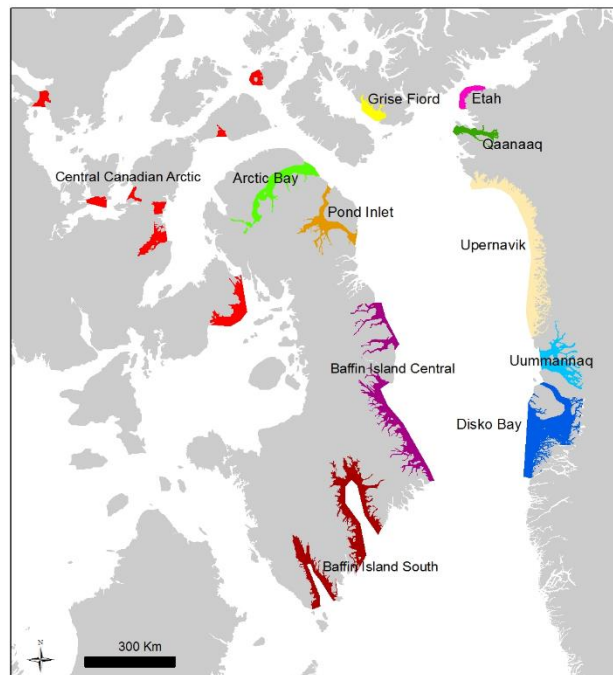 Grise Fiord
Etah
Qaanaaq
Central Canadian Arctic
Arctic Bay
Pond Inlet
Upernavik
Uummannaq
Baffin Island Central
Disko Bay
Baffin Island South
N
300 Km